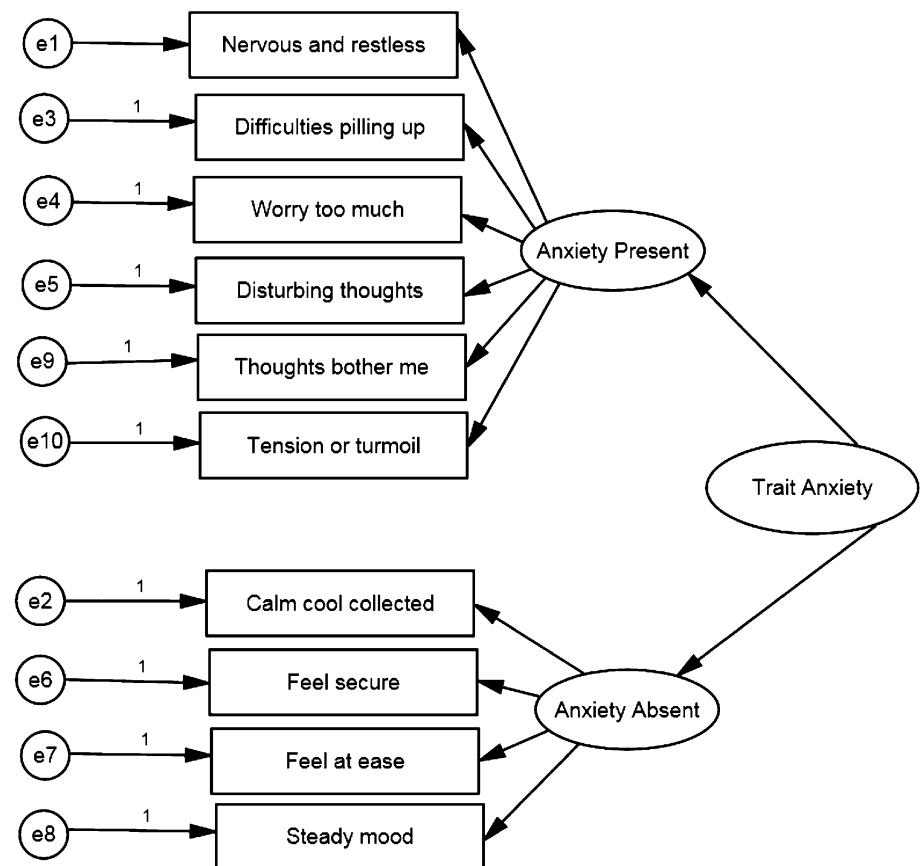 e1
Nervous and restless
e3
1
Difficulties pilling up
e4
1
Worry too much
Anxiety Present
e5
1
Disturbing thoughts
e9
1
Thoughts bother me
e10
1
Tension or turmoil
Trait Anxiety
e2
1
Calm cool collected
e6
1
Feel secure
Anxiety Absent
e7
1
Feel at ease
e8
1
Steady mood